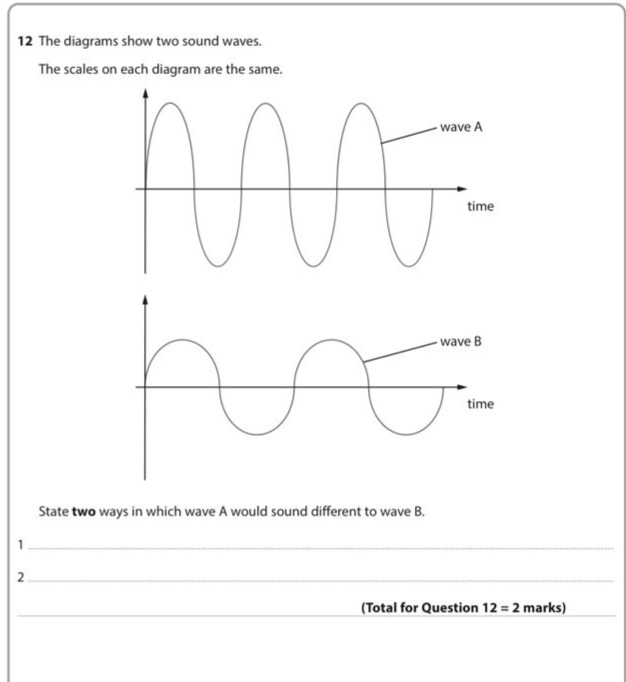 12 The diagrams show two sound waves.
The scales on each diagram are the same.
wave A
time
wave B
time
State two ways in which wave A would sound different to wave B.
1
2
(Total for Question 12 = 2 marks)